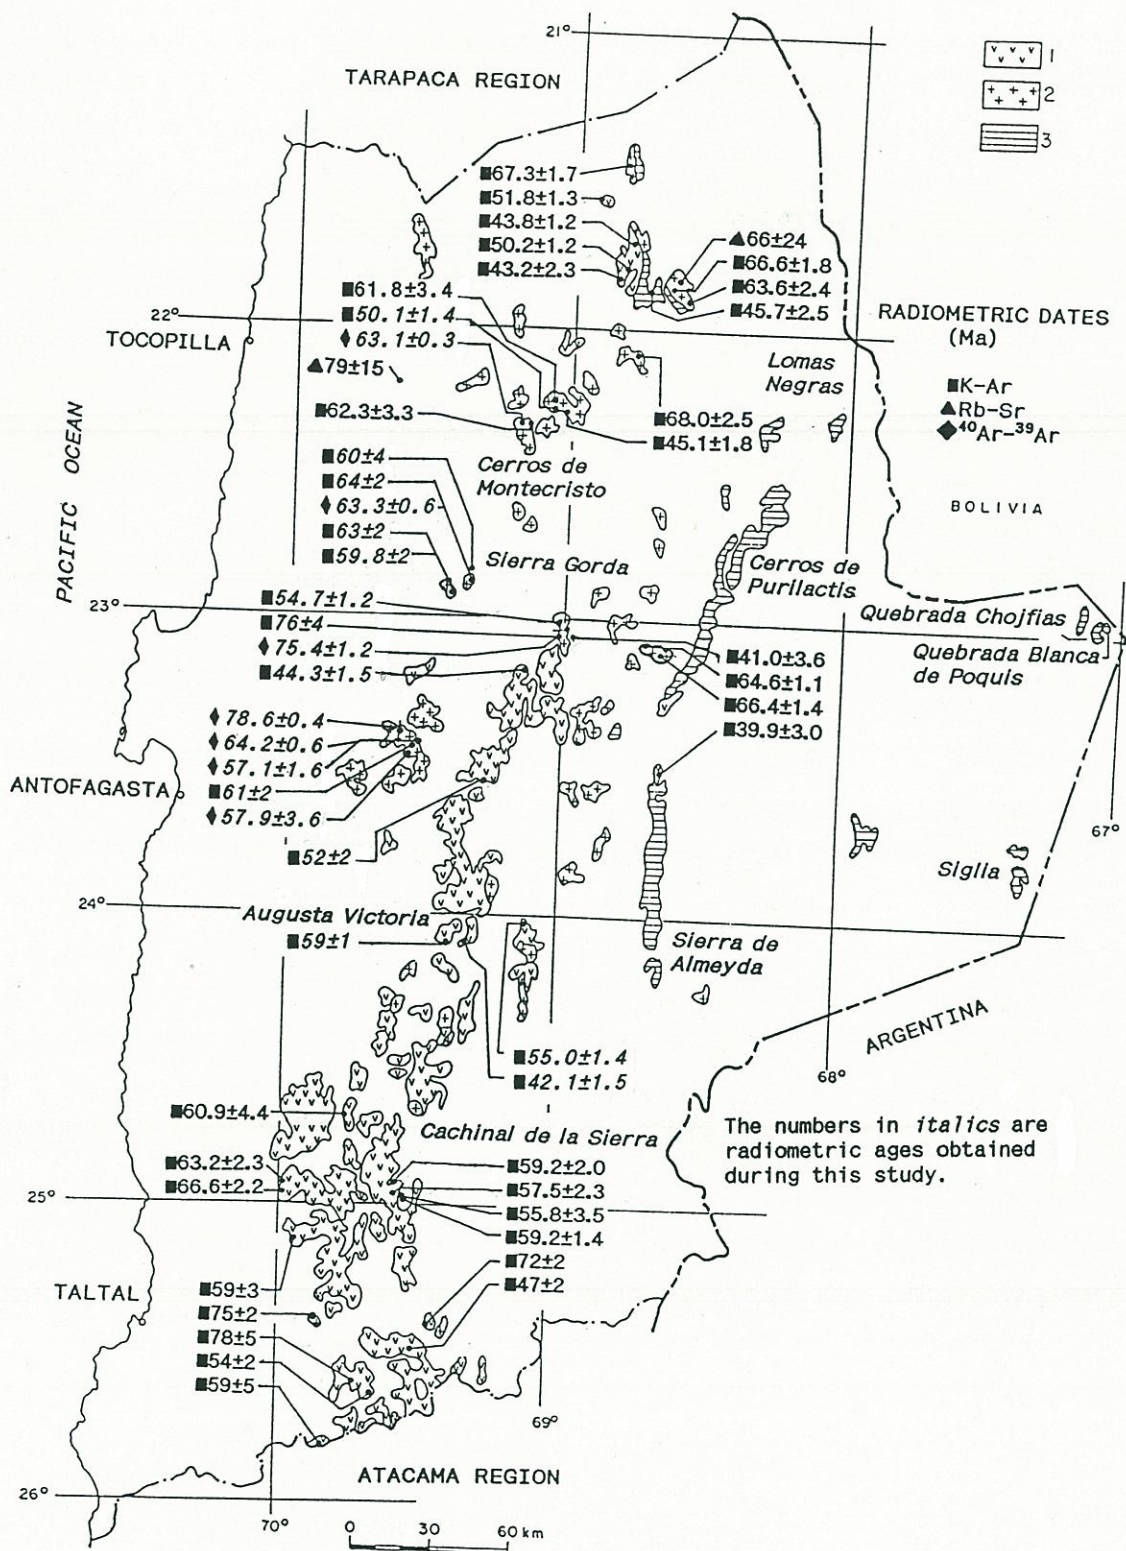 21°
1
2
3
TARAPACA REGION
■67.3±1.7
■51.8±1.3
■43.8±1.2
■50.2±1.2
■43.2±2.3
▲66±24
■66.6±1.8
■63.6±2.4
■45.7±2.5
■61.8±3.4
■50.1±1.4
♦63.1±0.3
▲79±15
■62.3±3.3
22°
TOCOPILLA
RADIOMETRIC DATES
(Ma)
■K-Ar
▲Rb-Sr
◆⁴⁰Ar-³⁹Ar
Lomas
Negras
■68.0±2.5
■45.1±1.8
PACIFIC OCEAN
■60±4
■64±2
♦63.3±0.6
■63±2
■59.8±2
Cerros de
Montecristo
BOLIVIA
Sierra Gorda
Cerros de
Purilactis
23°
■54.7±1.2
■76±4
♦75.4±1.2
■44.3±1.5
Quebrada Chojfias
Quebrada Blanca
de Poquis
■41.0±3.6
■64.6±1.1
■66.4±1.4
■39.9±3.0
♦78.6±0.4
♦64.2±0.6
♦57.1±1.6
■61±2
♦57.9±3.6
ANTOFAGASTA
67°
■52±2
Siglia
24°
Augusta Victoria
■59±1
Sierra de
Almeyda
ARGENTINA
■55.0±1.4
■42.1±1.5
68°
■60.9±4.4
Cachinal de la Sierra
The numbers in italics are
radiometric ages obtained
during this study.
■63.2±2.3
■66.6±2.2
25°
■59.2±2.0
■57.5±2.3
■55.8±3.5
■59.2±1.4
■72±2
■47±2
TALTAL
■59±3
■75±2
■78±5
■54±2
■59±5
69°
ATACAMA REGION
26°
70°
0 30 60 km